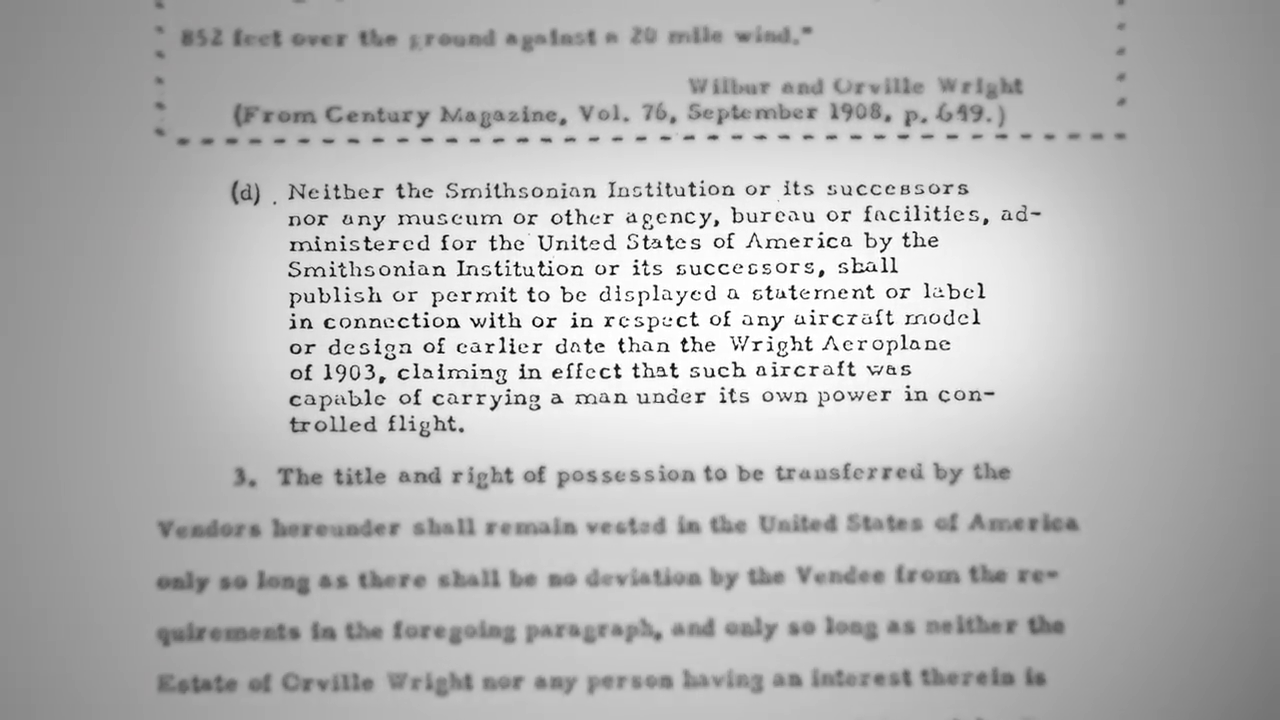 852 feet over the ground against a 20 mile wind."
Wilbur and Orville Wright
(From Century Magazine, Vol. 76, September 1908, p. 649.)
(d) . Neither the Smithsonian Institution or its successors
nor any museum or other agency, bureau or facilities, ad-
ministered for the United States of America by the
Smithsonian Institution or its successors, shall
publish or permit to be displayed a statement or label
in connection with or in respect of any aircraft model
or design of earlier date than the Wright Aeroplane
of 1903, claiming in effect that such aircraft was
capable of carrying a man under its own power in con-
trolled flight.
3. The title and right of possession to be transferred by the
Vendors hereunder shall remain vested in the United States of America
only so long as there shall be no deviation by the Vendee from the re-
quirements in the foregoing paragraph, and only so long as neither the
Estate of Orville Wright nor any person having an interest therein is